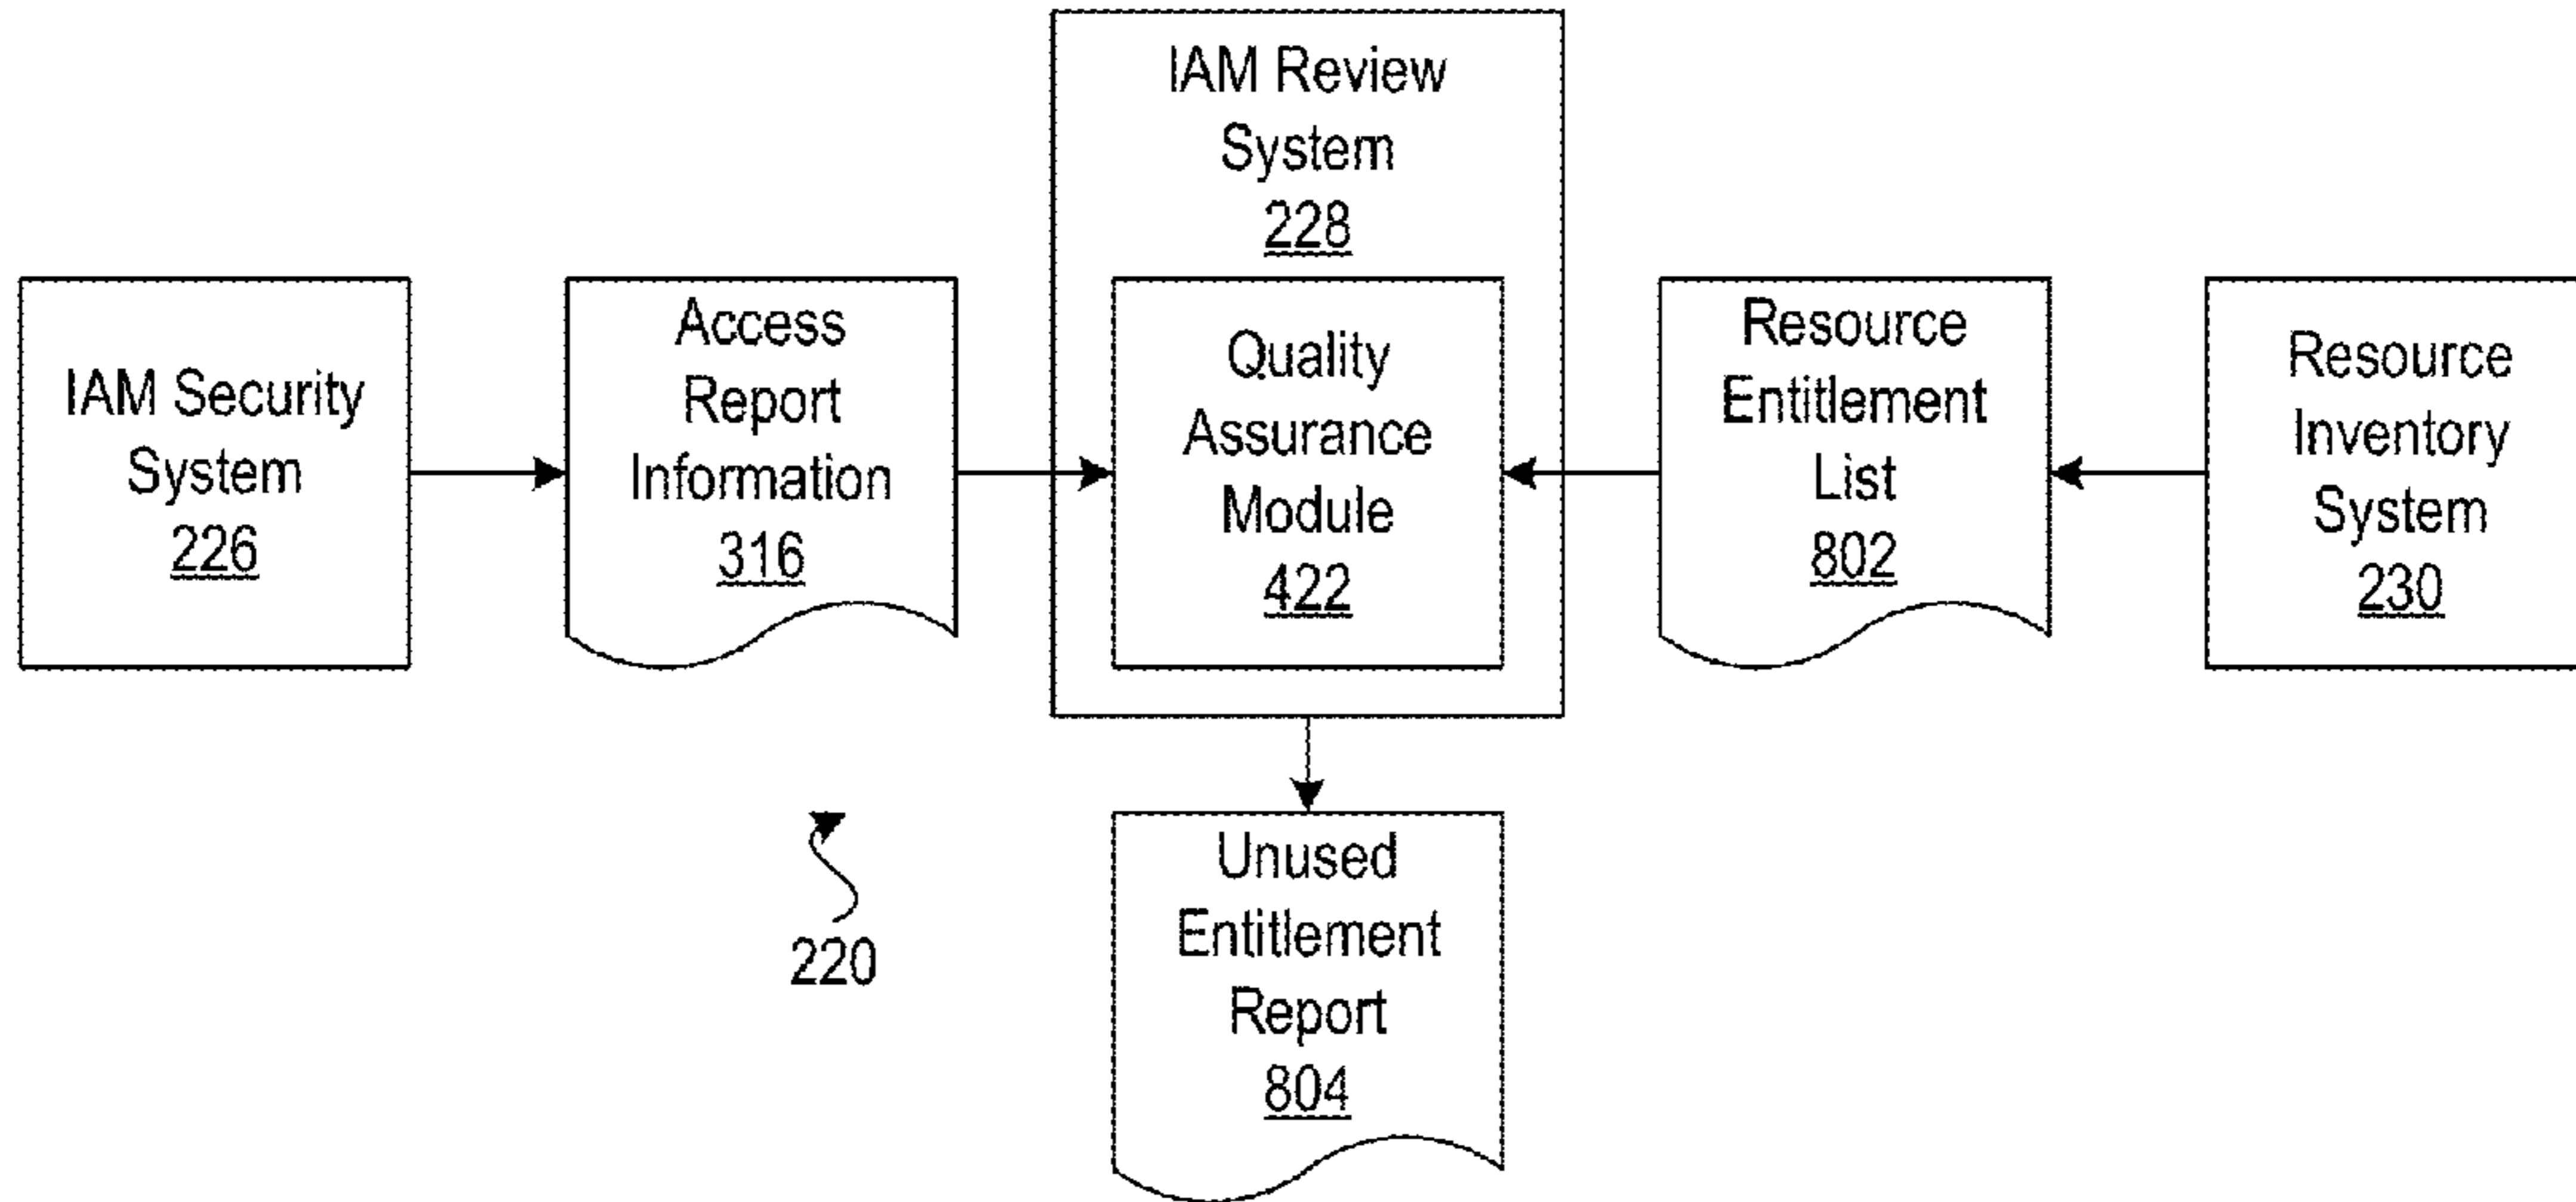 IAM Review
System
228
IAM Security
System
226
Access
Report
Information
316
Quality
Assurance
Module
422
Resource
Entitlement
List
802
Resource
Inventory
System
230
220
Unused
Entitlement
Report
804